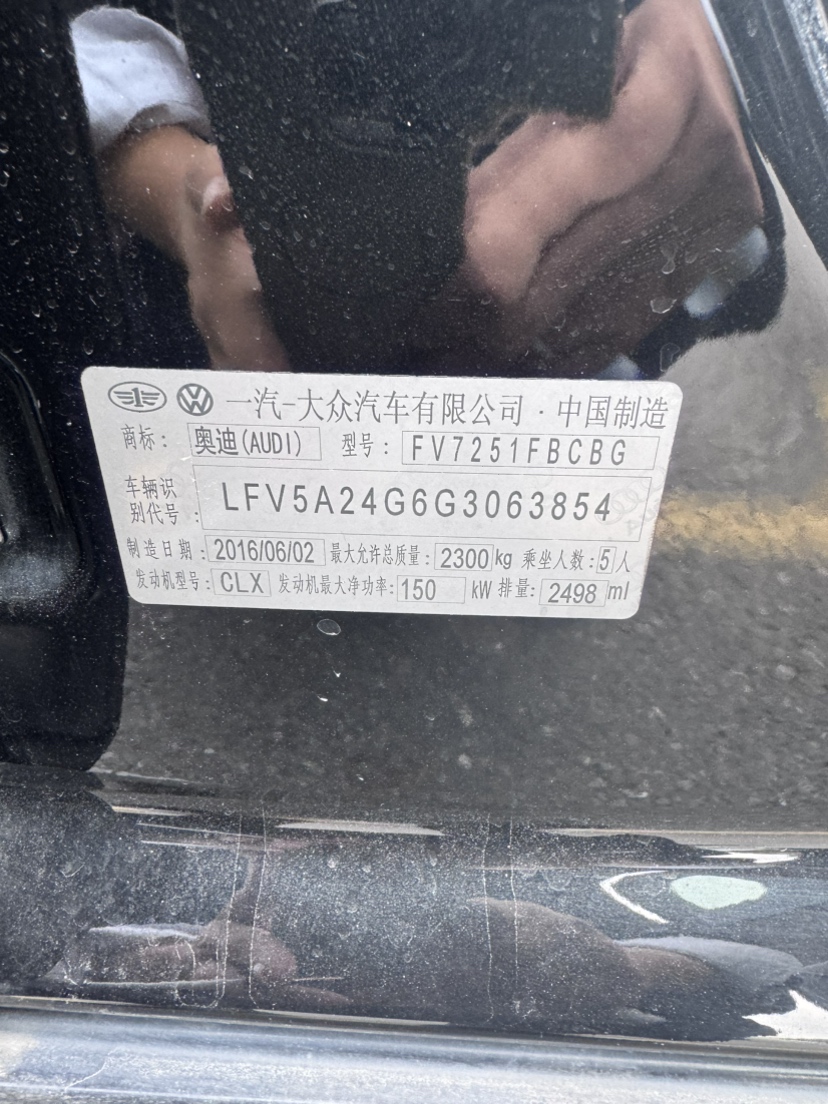 一汽-大众汽车有限公司·中国制造
商标: 奥迪(AUDI) 型号: FV7251FBCBG
车辆识
别代号: LFV5A24G6G3063854
制造日期: 2016/06/02 最大允许总质量: 2300kg 乘坐人数: 5人
发动机型号: CLX 发动机最大净功率: 150 kW 排量: 2498 ml